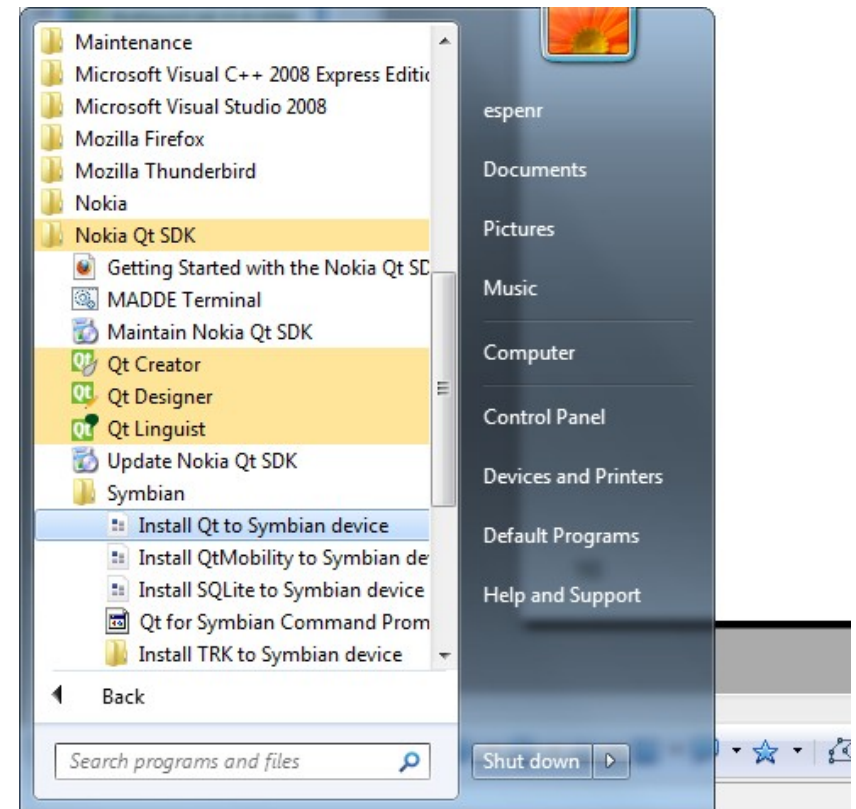 Maintenance
Microsoft Visual C++ 2008 Express Editic
Microsoft Visual Studio 2008
Mozilla Firefox
Mozilla Thunderbird
Nokia
Nokia Qt SDK
Getting Started with the Nokia Qt SD
MADDE Terminal
Maintain Nokia Qt SDK
Qt Creator
Qt Designer
Qt Linguist
Update Nokia Qt SDK
Symbian
Install Qt to Symbian device
Install QtMobility to Symbian de
Install SQLite to Symbian device
Qt for Symbian Command Prom
Install TRK to Symbian device
Back
Search programs and files
espenr
Documents
Pictures
Music
Computer
Control Panel
Devices and Printers
Default Programs
Help and Support
Shut down